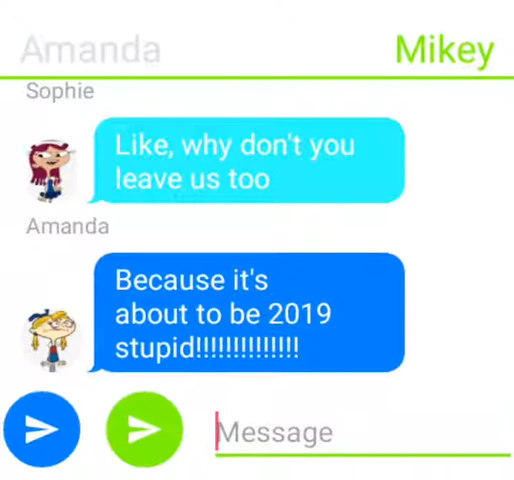 Amanda Mikey
Sophie
Like, why don't you
leave us too
Amanda
Because it's
about to be 2019
stupid!!!!!!!!!!!!!!
Message